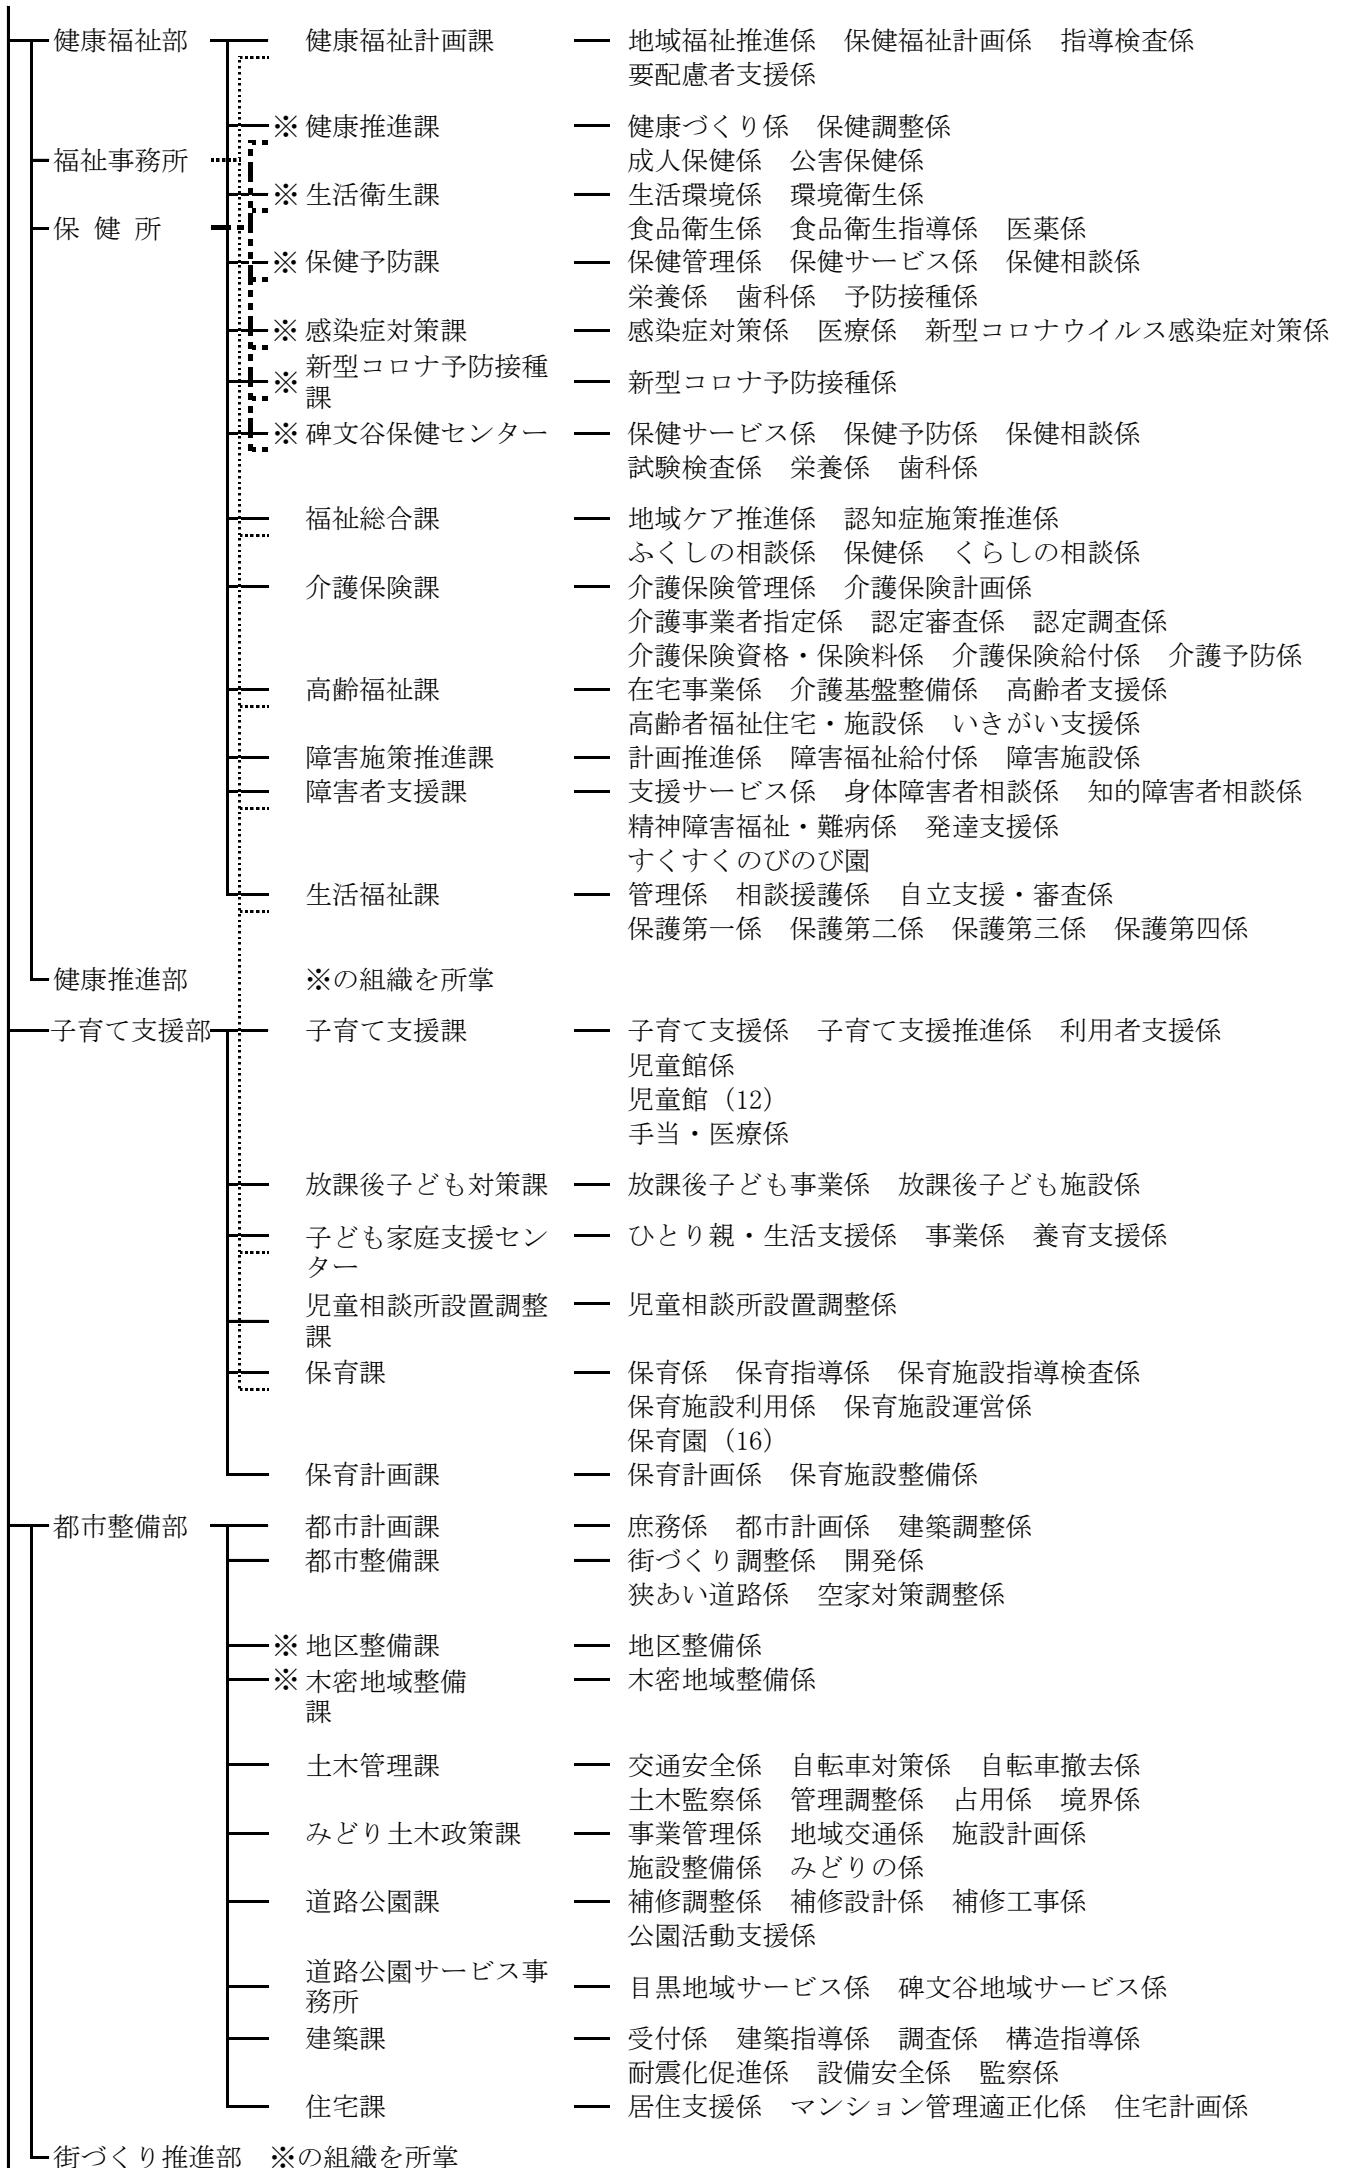 健康福祉部 健康福祉計画課 地域福祉推進係 保健福祉計画係 指導検査係
要配慮者支援係
※ 健康推進課 健康づくり係 保健調整係
福祉事務所 成人保健係 公害保健係
※ 生活衛生課 生活環境係 環境衛生係
保健所 食品衛生係 食品衛生指導係 医薬係
※ 保健予防課 保健管理係 保健サービス係 保健相談係
栄養係 歯科係 予防接種係
※ 感染症対策課 感染症対策係 医療係 新型コロナウイルス感染症対策係
※ 新型コロナ予防接種 新型コロナ予防接種係
課
※ 碑文谷保健センター 保健サービス係 保健予防係 保健相談係
試験検査係 栄養係 歯科係
福祉総合課 地域ケア推進係 認知症施策推進係
ふくしの相談係 保健係 くらしの相談係
介護保険課 介護保険管理係 介護保険計画係
介護事業者指定係 認定審査係 認定調査係
介護保険資格・保険料係 介護保険給付係 介護予防係
高齢福祉課 在宅事業係 介護基盤整備係 高齢者支援係
高齢者福祉住宅・施設係 いきがい支援係
障害施策推進課 計画推進係 障害福祉給付係 障害施設係
障害者支援課 支援サービス係 身体障害者相談係 知的障害者相談係
精神障害福祉・難病係 発達支援係
すくすくのびのび園
生活福祉課 管理係 相談援護係 自立支援・審査係
保護第一係 保護第二係 保護第三係 保護第四係
健康推進部 ※の組織を所掌
子育て支援部 子育て支援課 子育て支援係 子育て支援推進係 利用者支援係
児童館係
児童館（12）
手当・医療係
放課後子ども対策課 放課後子ども事業係 放課後子ども施設係
子ども家庭支援セン ひとり親・生活支援係 事業係 養育支援係
ター
児童相談所設置調整 児童相談所設置調整係
課
保育課 保育係 保育指導係 保育施設指導検査係
保育施設利用係 保育施設運営係
保育園（16）
保育計画課 保育計画係 保育施設整備係
都市整備部 都市計画課 庶務係 都市計画係 建築調整係
都市整備課 街づくり調整係 開発係
狭あい道路係 空家対策調整係
※ 地区整備課 地区整備係
※ 木密地域整備 木密地域整備係
課
土木管理課 交通安全係 自転車対策係 自転車撤去係
土木監察係 管理調整係 占用係 境界係
みどり土木政策課 事業管理係 地域交通係 施設計画係
施設整備係 みどりの係
道路公園課 補修調整係 補修設計係 補修工事係
公園活動支援係
道路公園サービス事 目黒地域サービス係 碑文谷地域サービス係
務所
建築課 受付係 建築指導係 調査係 構造指導係
耐震化促進係 設備安全係 監察係
住宅課 居住支援係 マンション管理適正化係 住宅計画係
街づくり推進部 ※の組織を所掌